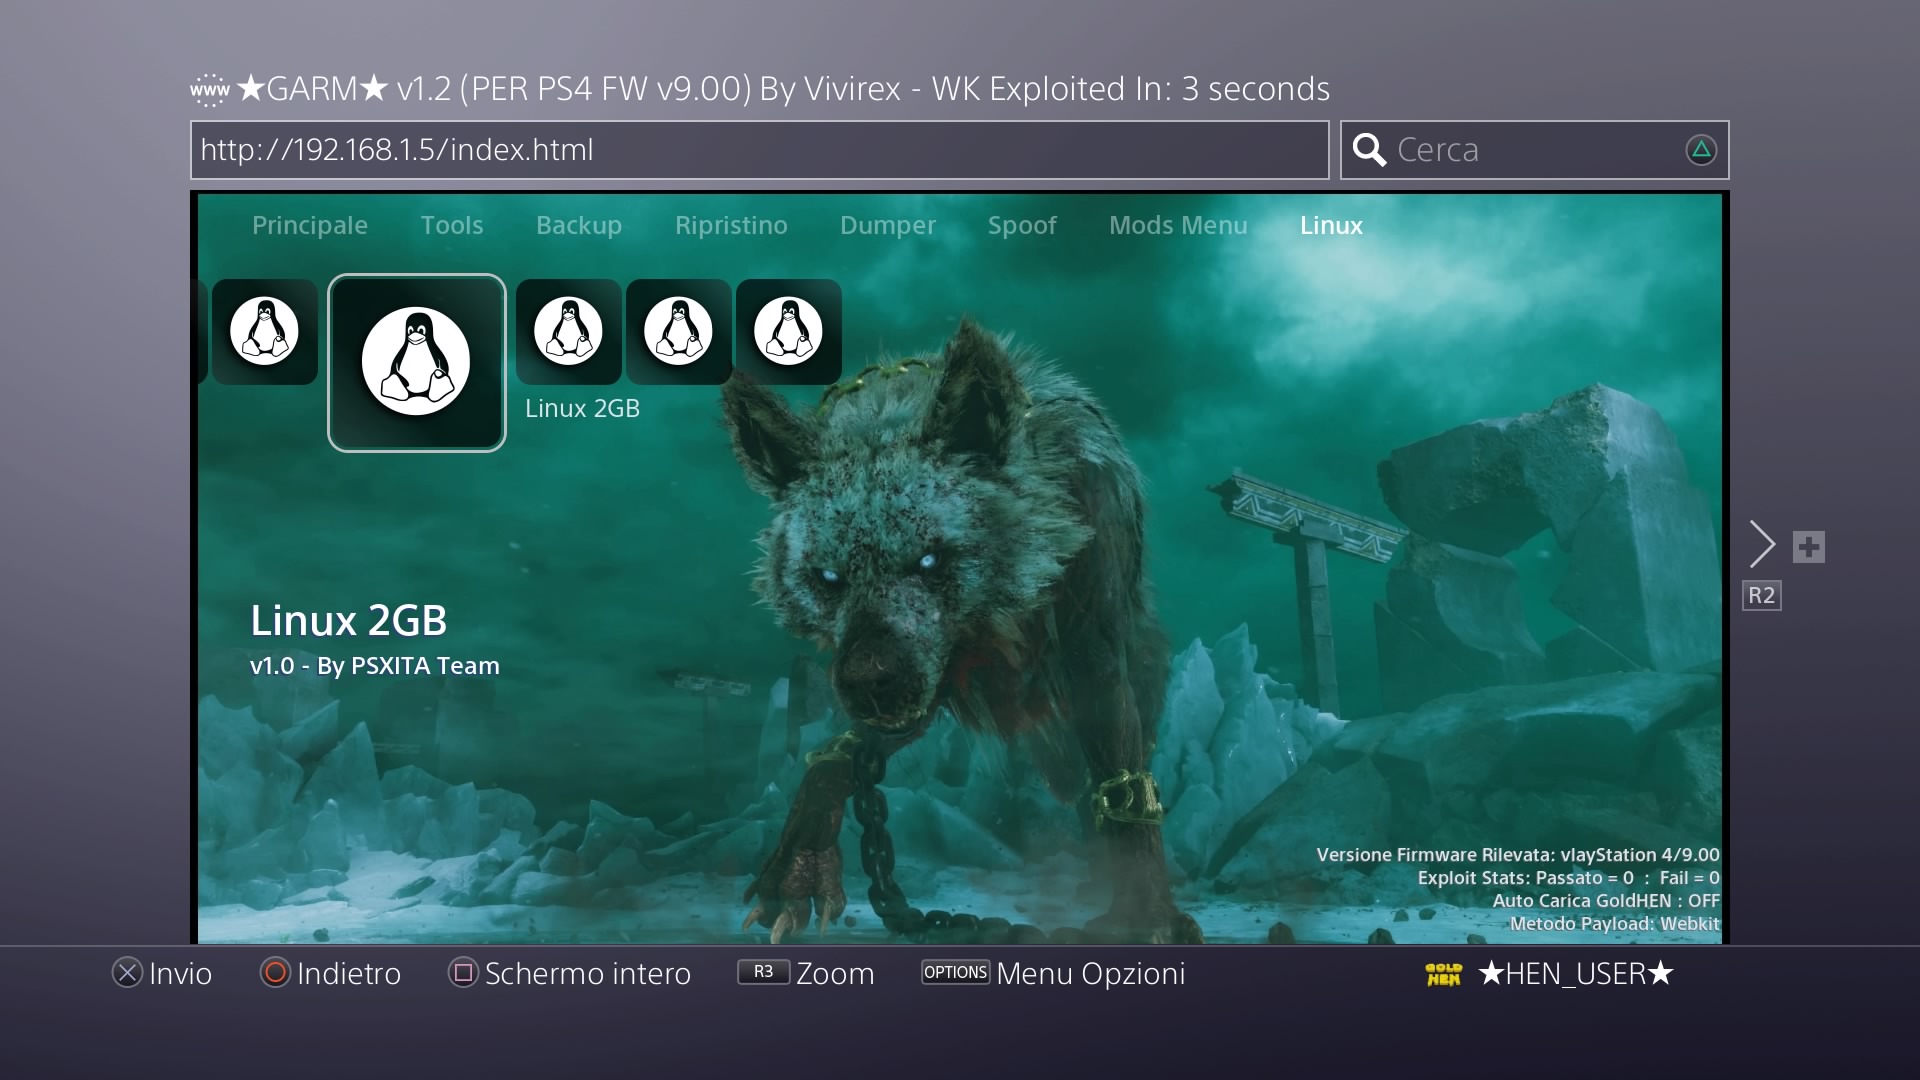 www ★GARM★ v1.2 (PER PS4 FW v9.00) By Vivirex - WK Exploited In: 3 seconds
http://192.168.1.5/index.html
Cerca
Principale Tools Backup Ripristino Dumper Spoof Mods Menu Linux
Linux 2GB
Linux 2GB
v1.0 - By PSXITA Team
R2
Versione Firmware Rilevata: vlayStation 4/9.00
Exploit Stats: Passato = 0 : Fail = 0
Auto Carica GoldHEN : OFF
Metodo Payload: Webkit
Invio Indietro Schermo intero R3 Zoom OPTIONS Menu Opzioni GOLD HEN ★HEN_USER★